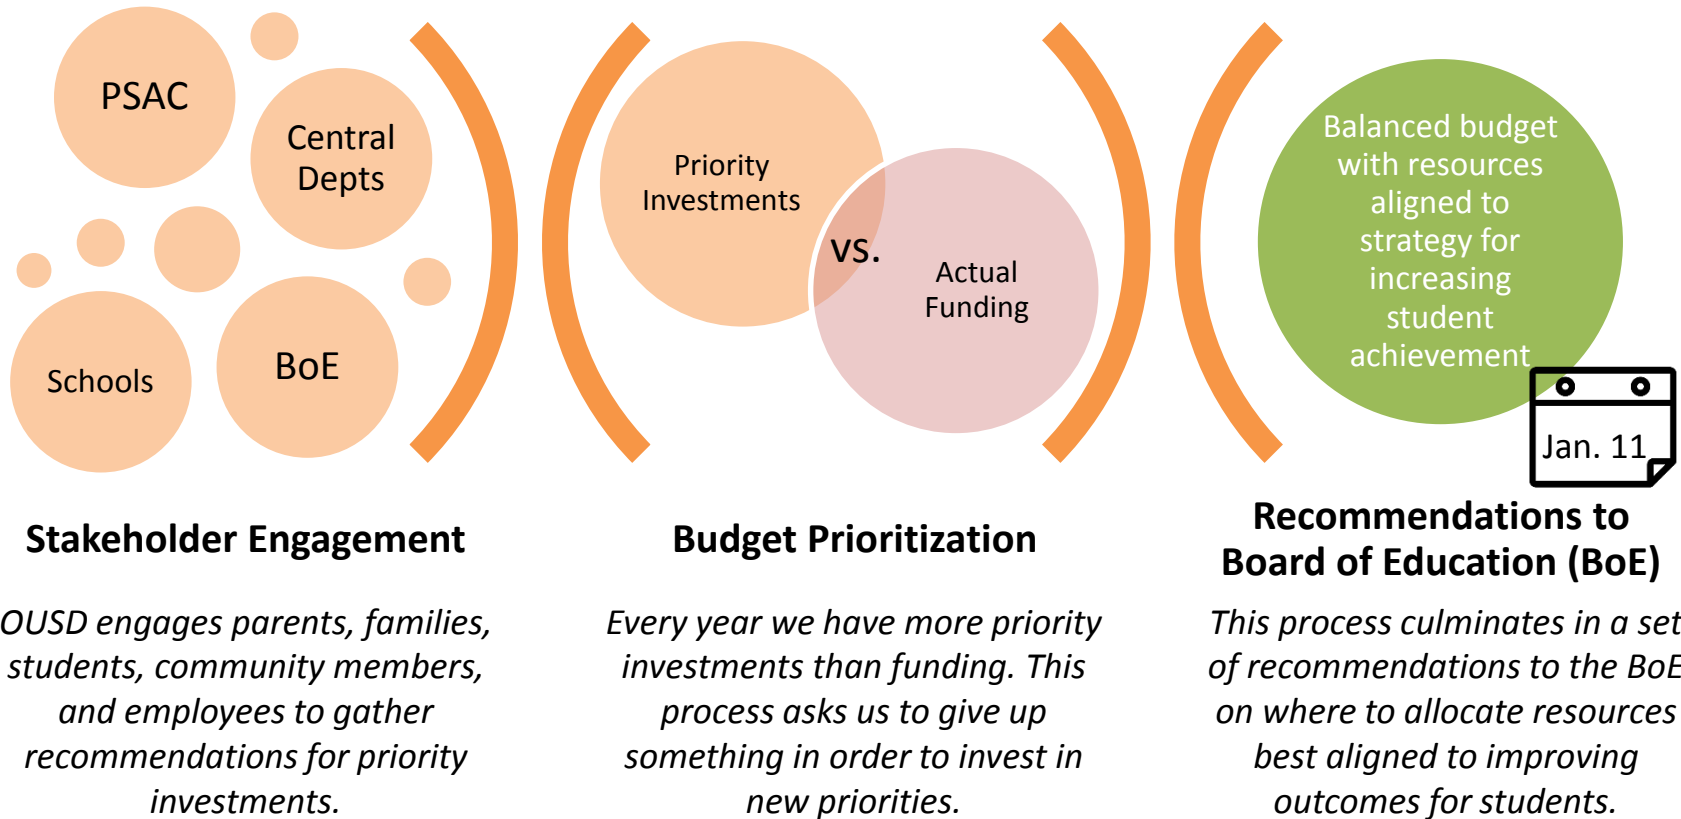 PSAC
Central
Depts
Schools
BoE
Priority
Investments
vs.
Actual
Funding
Balanced budget
with resources
aligned to
strategy for
increasing
student
achievement
Jan. 11
Stakeholder Engagement
OUSD engages parents, families,
students, community members,
and employees to gather
recommendations for priority
investments.
Budget Prioritization
Every year we have more priority
investments than funding. This
process asks us to give up
something in order to invest in
new priorities.
Recommendations to
Board of Education (BoE)
This process culminates in a set
of recommendations to the BoE
on where to allocate resources
best aligned to improving
outcomes for students.